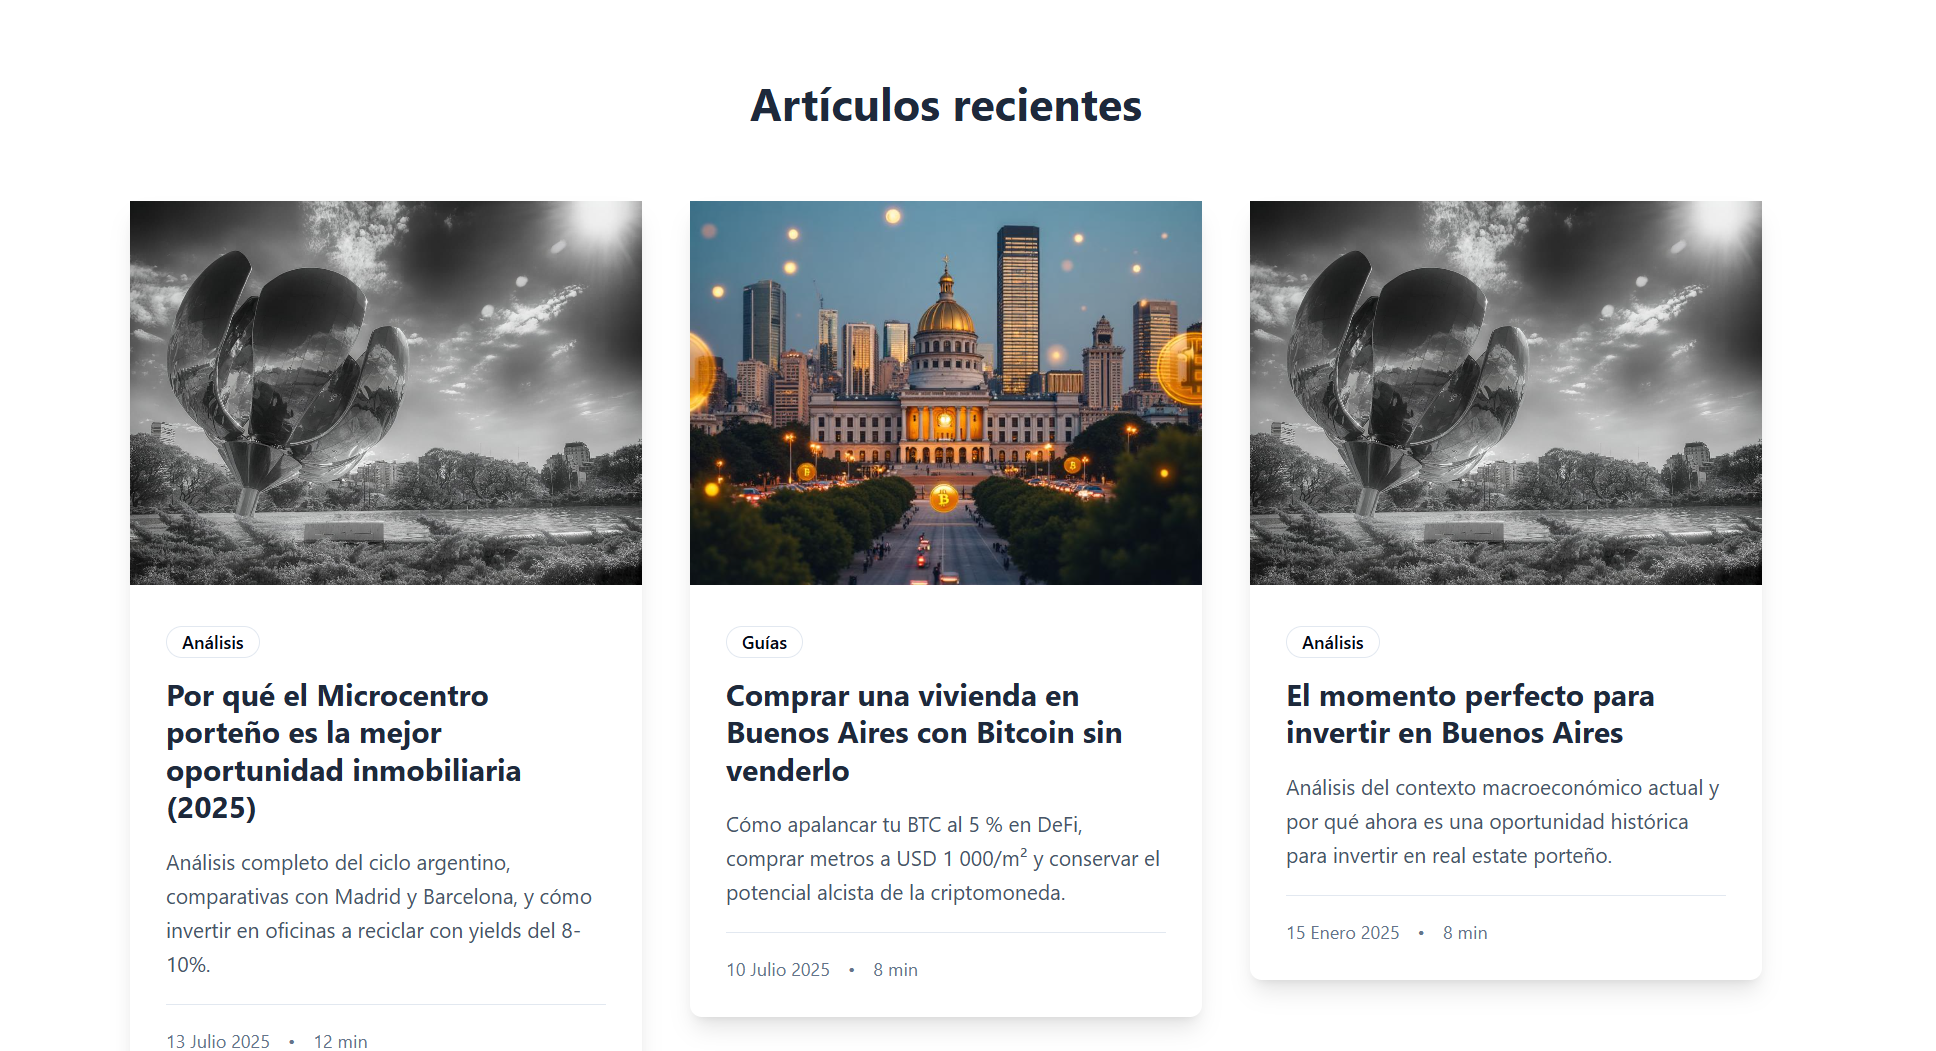 Artículos recientes
Análisis
Por qué el Microcentro
porteño es la mejor
oportunidad inmobiliaria
(2025)
Análisis completo del ciclo argentino,
comparativas con Madrid y Barcelona, y cómo
invertir en oficinas a reciclar con yields del 8-
10%.
13 Julio 2025 • 12 min
Guías
Comprar una vivienda en
Buenos Aires con Bitcoin sin
venderlo
Cómo apalancar tu BTC al 5 % en DeFi,
comprar metros a USD 1 000/m² y conservar el
potencial alcista de la criptomoneda.
10 Julio 2025 • 8 min
Análisis
El momento perfecto para
invertir en Buenos Aires
Análisis del contexto macroeconómico actual y
por qué ahora es una oportunidad histórica
para invertir en real estate porteño.
15 Enero 2025 • 8 min